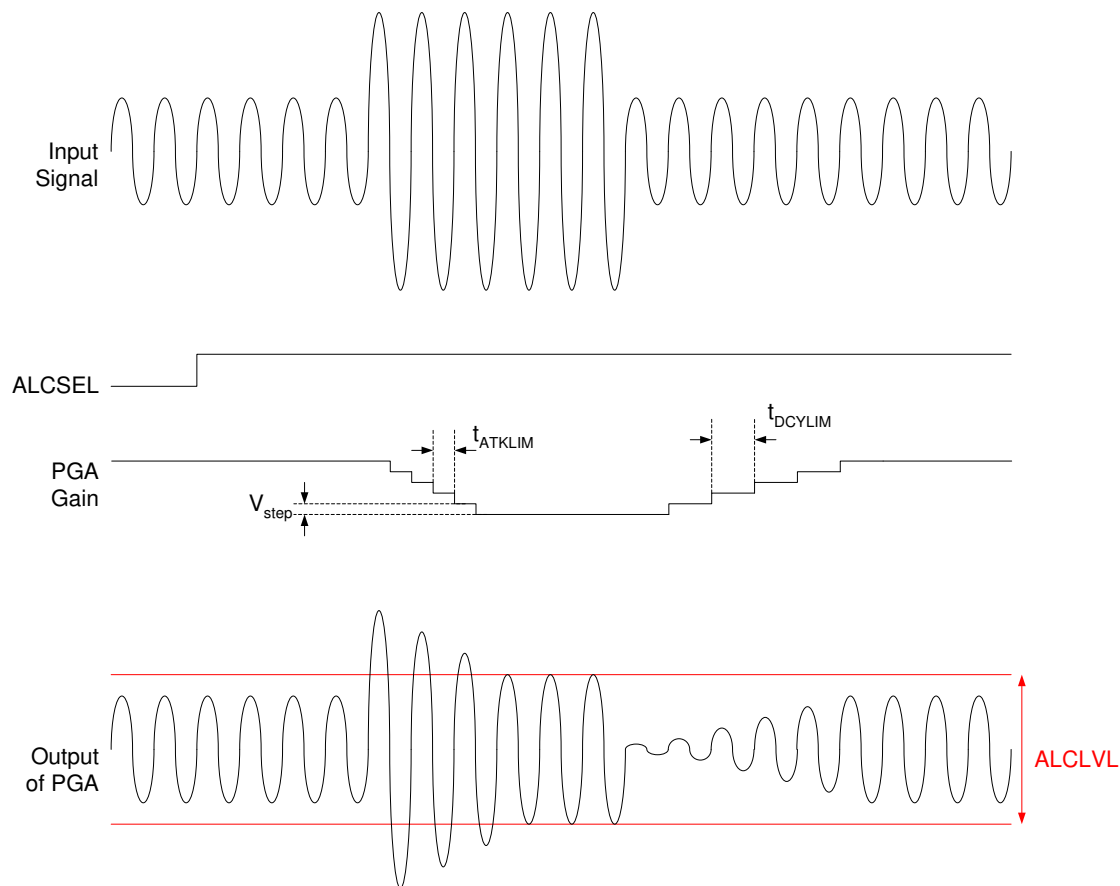 Input
Signal
ALCSEL
tATKLIM
tDCYLIM
PGA
Gain
Vstep
Output
of PGA
ALCLVL